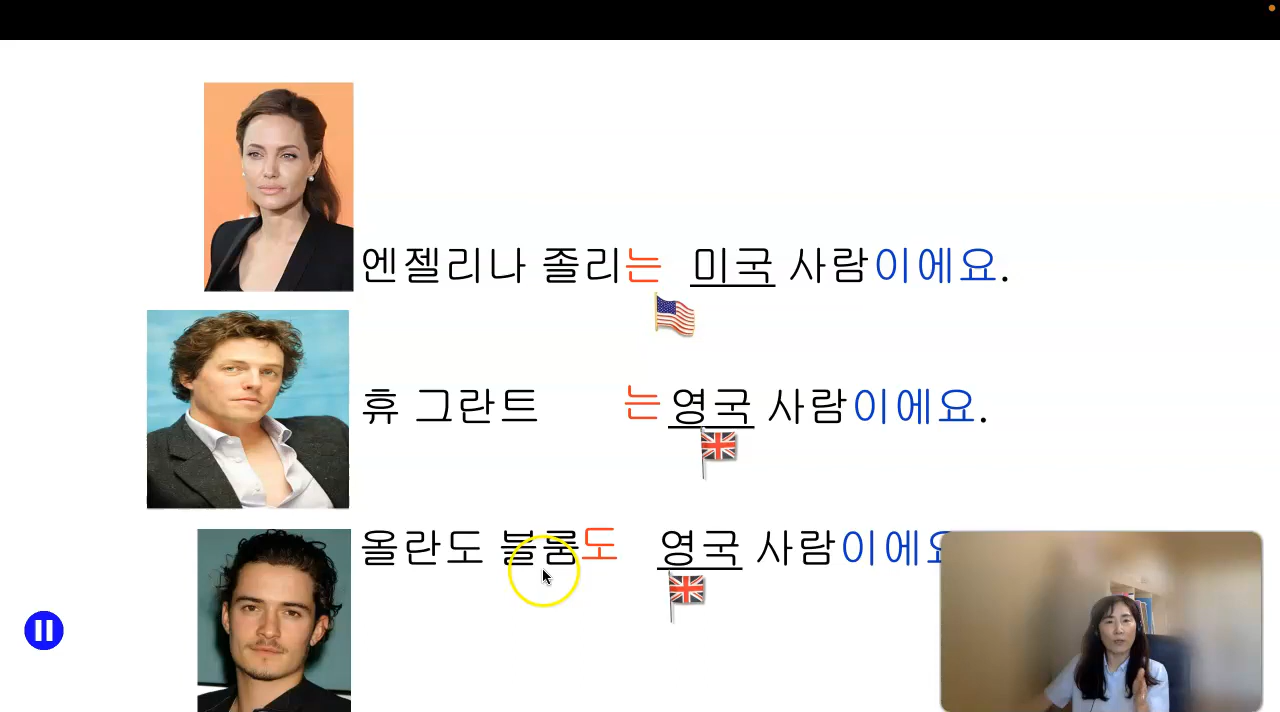 엔젤리나 졸리는 미국 사람이에요.
휴 그란트 는 영국 사람이에요.
올란도 블룸도 영국 사람이에요